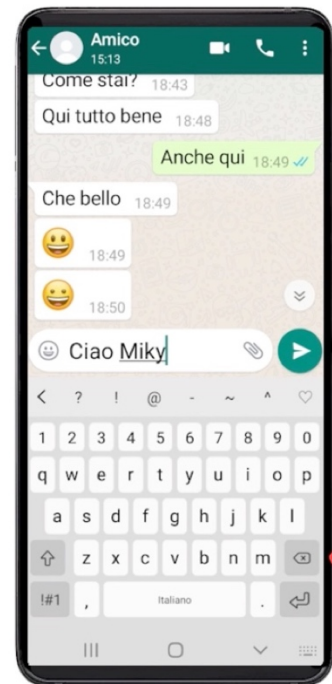 Amico
15:13
Come stai? 18:43
Qui tutto bene 18:48
Anche qui 18:49
Che bello 18:49
18:49
18:50
Ciao Miky
< ? ! @ - ~ ^
1 2 3 4 5 6 7 8 9 0
q w e r t y u i o p
a s d f g h j k l
z x c v b n m
!#1 , Italiano .